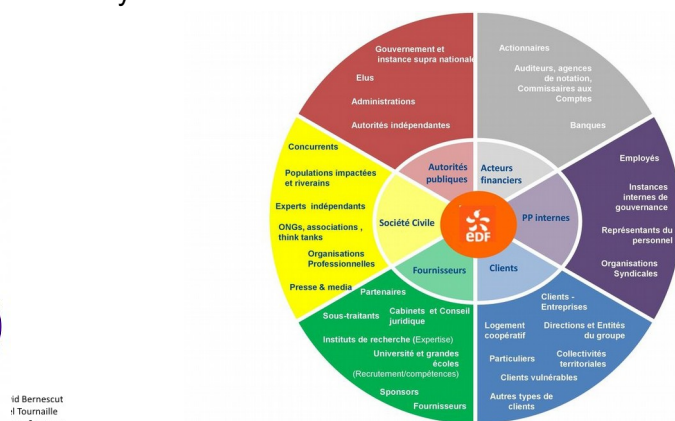 y
Gouvernement et
instance supra nationale
Elus
Administrations
Autorités indépendantes
Actionnaires
Auditeurs, agences
de notation,
Commissaires aux
Comptes
Banques
Concurrents
Populations impactées
et riverains
Experts indépendants
ONGs, associations ,
think tanks
Organisations
Professionnelles
Presse & media
Employés
Instances
internes de
gouvernance
Représentants du
personnel
Organisations
Syndicales
Autorités
publiques
Acteurs
financiers
Société Civile
PP internes
Fournisseurs
Clients
eDF
Partenaires
Sous-traitants
Cabinets et Conseil
juridique
Instituts de recherche (Expertise)
Université et grandes
écoles
(Recrutement/compétences)
Sponsors
Fournisseurs
Clients -
Entreprises
Logement
coopératif
Directions et Entités
du groupe
Particuliers
Collectivités
territoriales
Clients vulnérables
Autres types de
clients
id Bernescut
l Tournaille